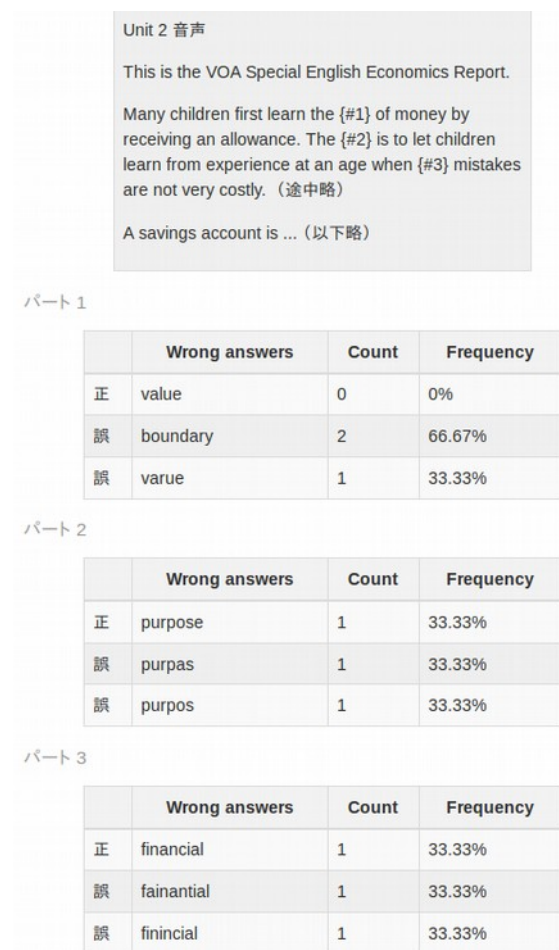 Unit 2 音声
This is the VOA Special English Economics Report.
Many children first learn the {#1} of money by
receiving an allowance. The {#2} is to let children
learn from experience at an age when {#3} mistakes
are not very costly. （途中略）
A savings account is ... （以下略）
パート 1
Wrong answers Count Frequency
正 value 0 0%
誤 boundary 2 66.67%
誤 varue 1 33.33%
パート 2
Wrong answers Count Frequency
正 purpose 1 33.33%
誤 purpas 1 33.33%
誤 purpos 1 33.33%
パート 3
Wrong answers Count Frequency
正 financial 1 33.33%
誤 fainantial 1 33.33%
誤 finincial 1 33.33%